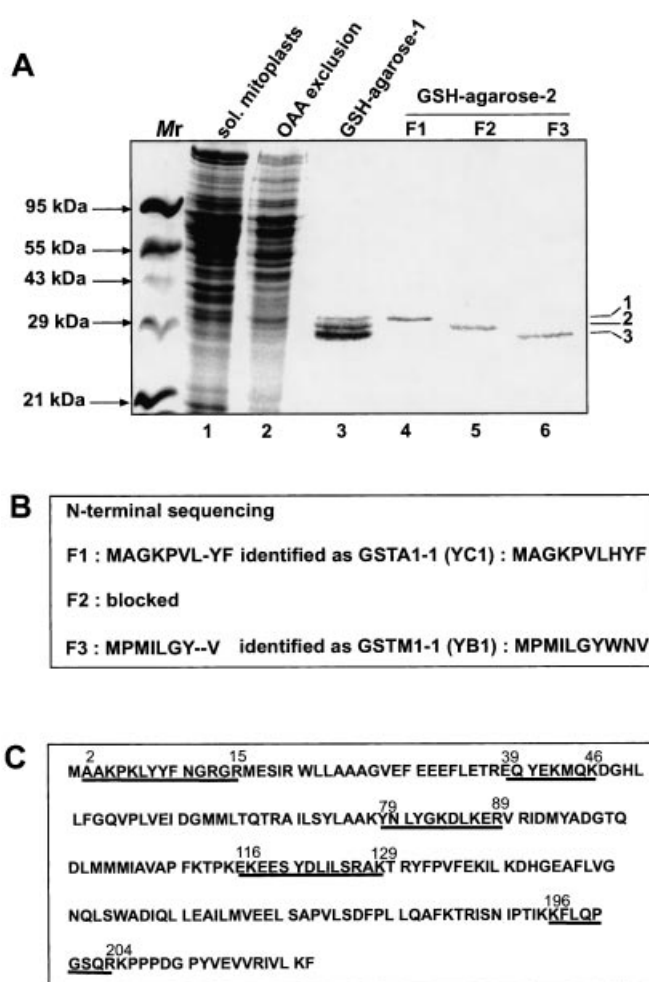 A
sol. mitoplasts
OAA exclusion
GSH-agarose-1
GSH-agarose-2
Mr
F1 F2 F3
95 kDa
55 kDa
43 kDa
29 kDa
21 kDa
1
2
3
1 2 3 4 5 6
B
N-terminal sequencing
F1 : MAGKPVL-YF identified as GSTA1-1 (YC1) : MAGKPVLHYF
F2 : blocked
F3 : MPMILGY--V identified as GSTM1-1 (YB1) : MPMILGYWNV
C
2 15 39 46
MAAKPKLYYF NGRGRMESIR WLLAAAGVEF EEEFLETREQ YEKMQKDGHL
79 89
LFGQVPLVEI DGMMLTQTRA ILSYLAAKYN LYGKDLKERV RIDMYADGTQ
116 129
DLMMMIAVAP FKTPKEKEES YDLILSRAKT RYFPVFEKIL KDHGEAFLVG
196
NQLSWADIQL LEAILMVEEL SAPVLSDFPL LQAFKTRISN IPTIKKFLQP
204
GSQRKPPPDG PYVEVVRIVL KF